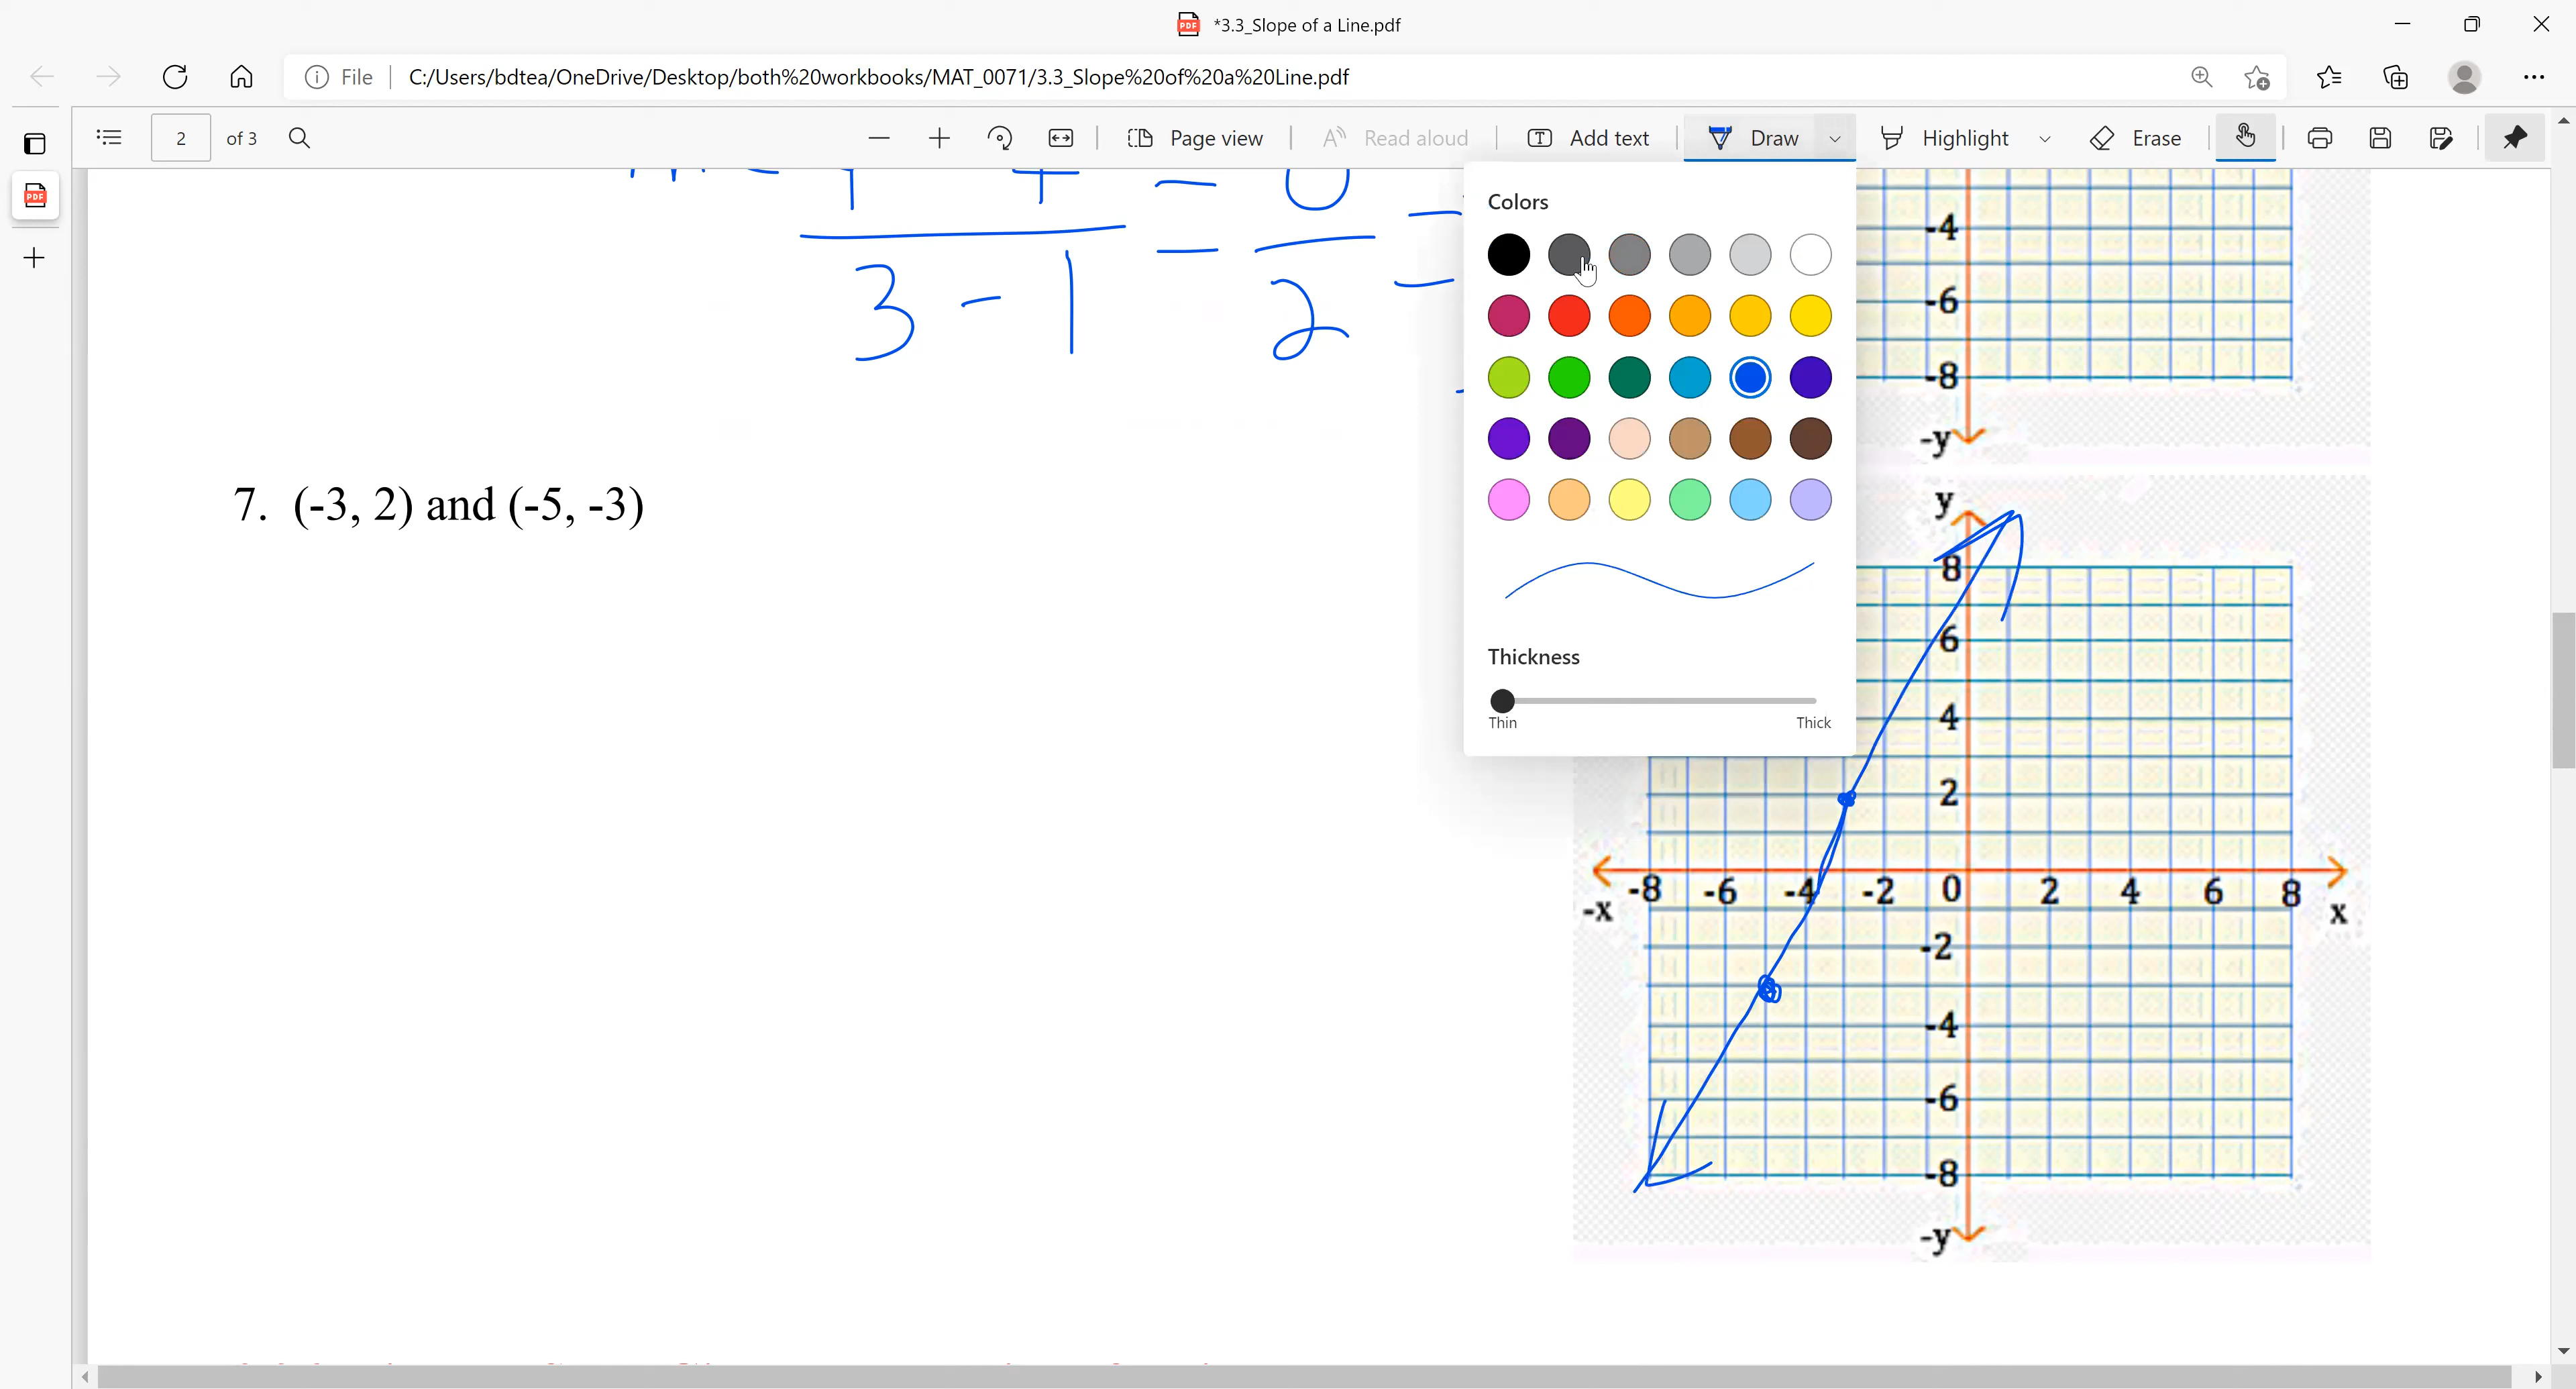 *3.3_Slope of a Line.pdf
File C:/Users/bdtea/OneDrive/Desktop/both%20workbooks/MAT_0071/3.3_Slope%20of%20a%20Line.pdf
2 of 3 Page view Read aloud Add text Draw Highlight Erase
Colors
Thickness
Thin Thick
= 0
3 - 1 = 2 =
7. (-3, 2) and (-5, -3)
-4
-6
-8
-y
y
8
6
4
2
-8 -6 -4 -2 0 2 4 6 8
-x x
-2
-4
-6
-8
-y